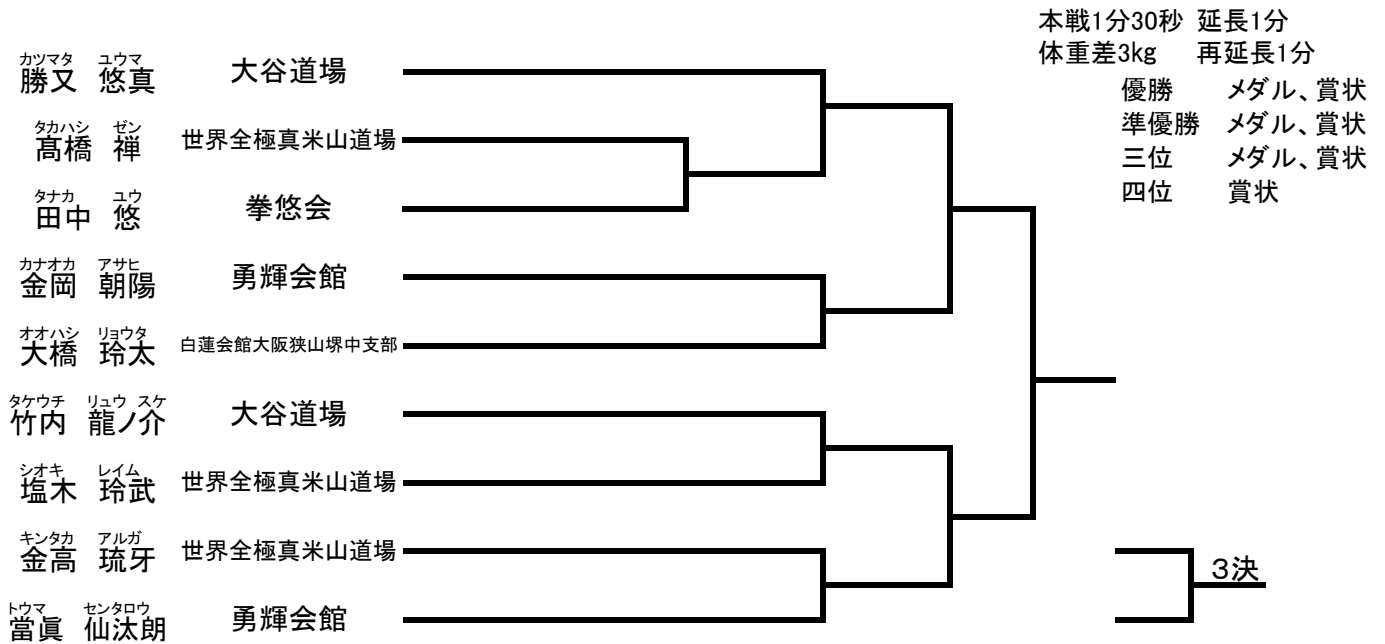 本戦1分30秒 延長1分
体重差3kg 再延長1分
優勝 メダル、賞状
準優勝 メダル、賞状
三位 メダル、賞状
四位 賞状
カツマタ ユウマ
勝又 悠真 大谷道場
タカハシ ゼン
髙橋 禅 世界全極真米山道場
タナカ ユウ
田中 悠 拳悠会
カナオカ アサヒ
金岡 朝陽 勇輝会館
オオハシ リョウタ
大橋 玲太 白蓮会館大阪狭山堺中支部
タケウチ リュウ スケ
竹内 龍ノ介 大谷道場
シオキ レイム
塩木 玲武 世界全極真米山道場
キンタカ アルガ
金高 琉牙 世界全極真米山道場
トウマ センタロウ
當眞 仙汰朗 勇輝会館
3決